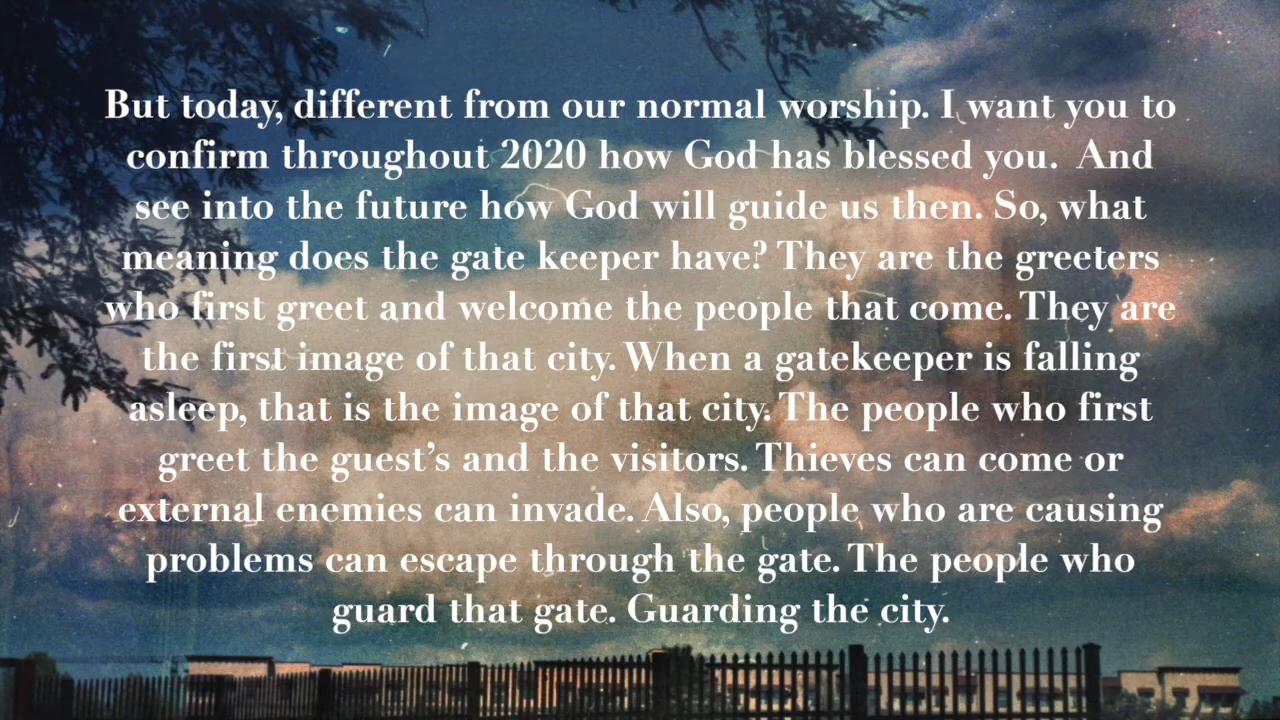 But today, different from our normal worship. I want you to
confirm throughout 2020 how God has blessed you. And
see into the future how God will guide us then. So, what
meaning does the gate keeper have? They are the greeters
who first greet and welcome the people that come. They are
the first image of that city. When a gatekeeper is falling
asleep, that is the image of that city. The people who first
greet the guest’s and the visitors. Thieves can come or
external enemies can invade. Also, people who are causing
problems can escape through the gate. The people who
guard that gate. Guarding the city.